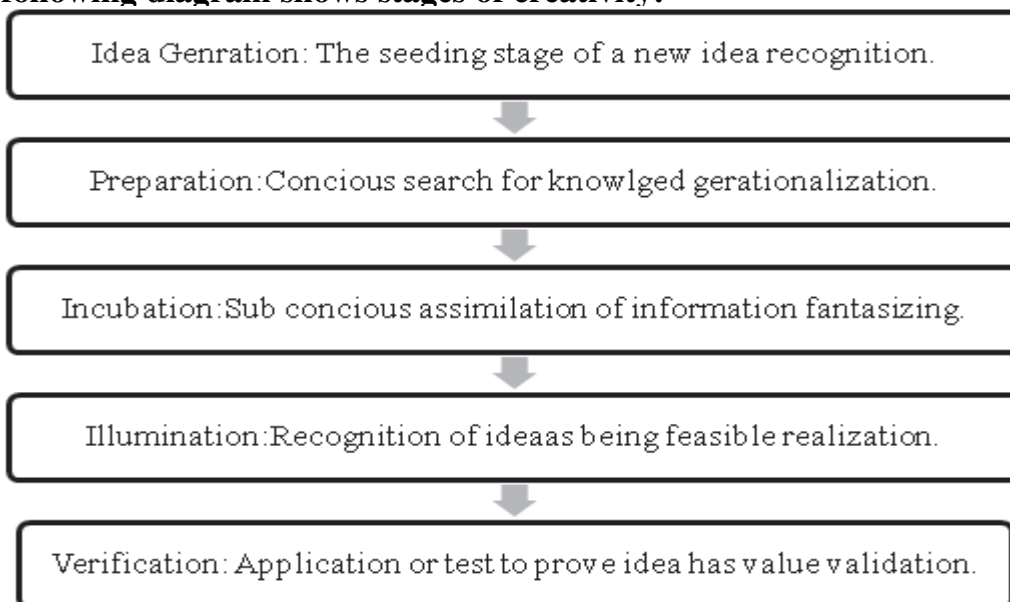 following diagram shows stages of creativity:
Idea Genration: The seeding stage of a new idea recognition.
Preparation:Concious search for knowlged gerationalization.
Incubation:Sub concious assimilation of information fantasizing.
Illumination:Recognition of ideaas being feasible realization.
Verification: Application or test to prove idea has value validation.